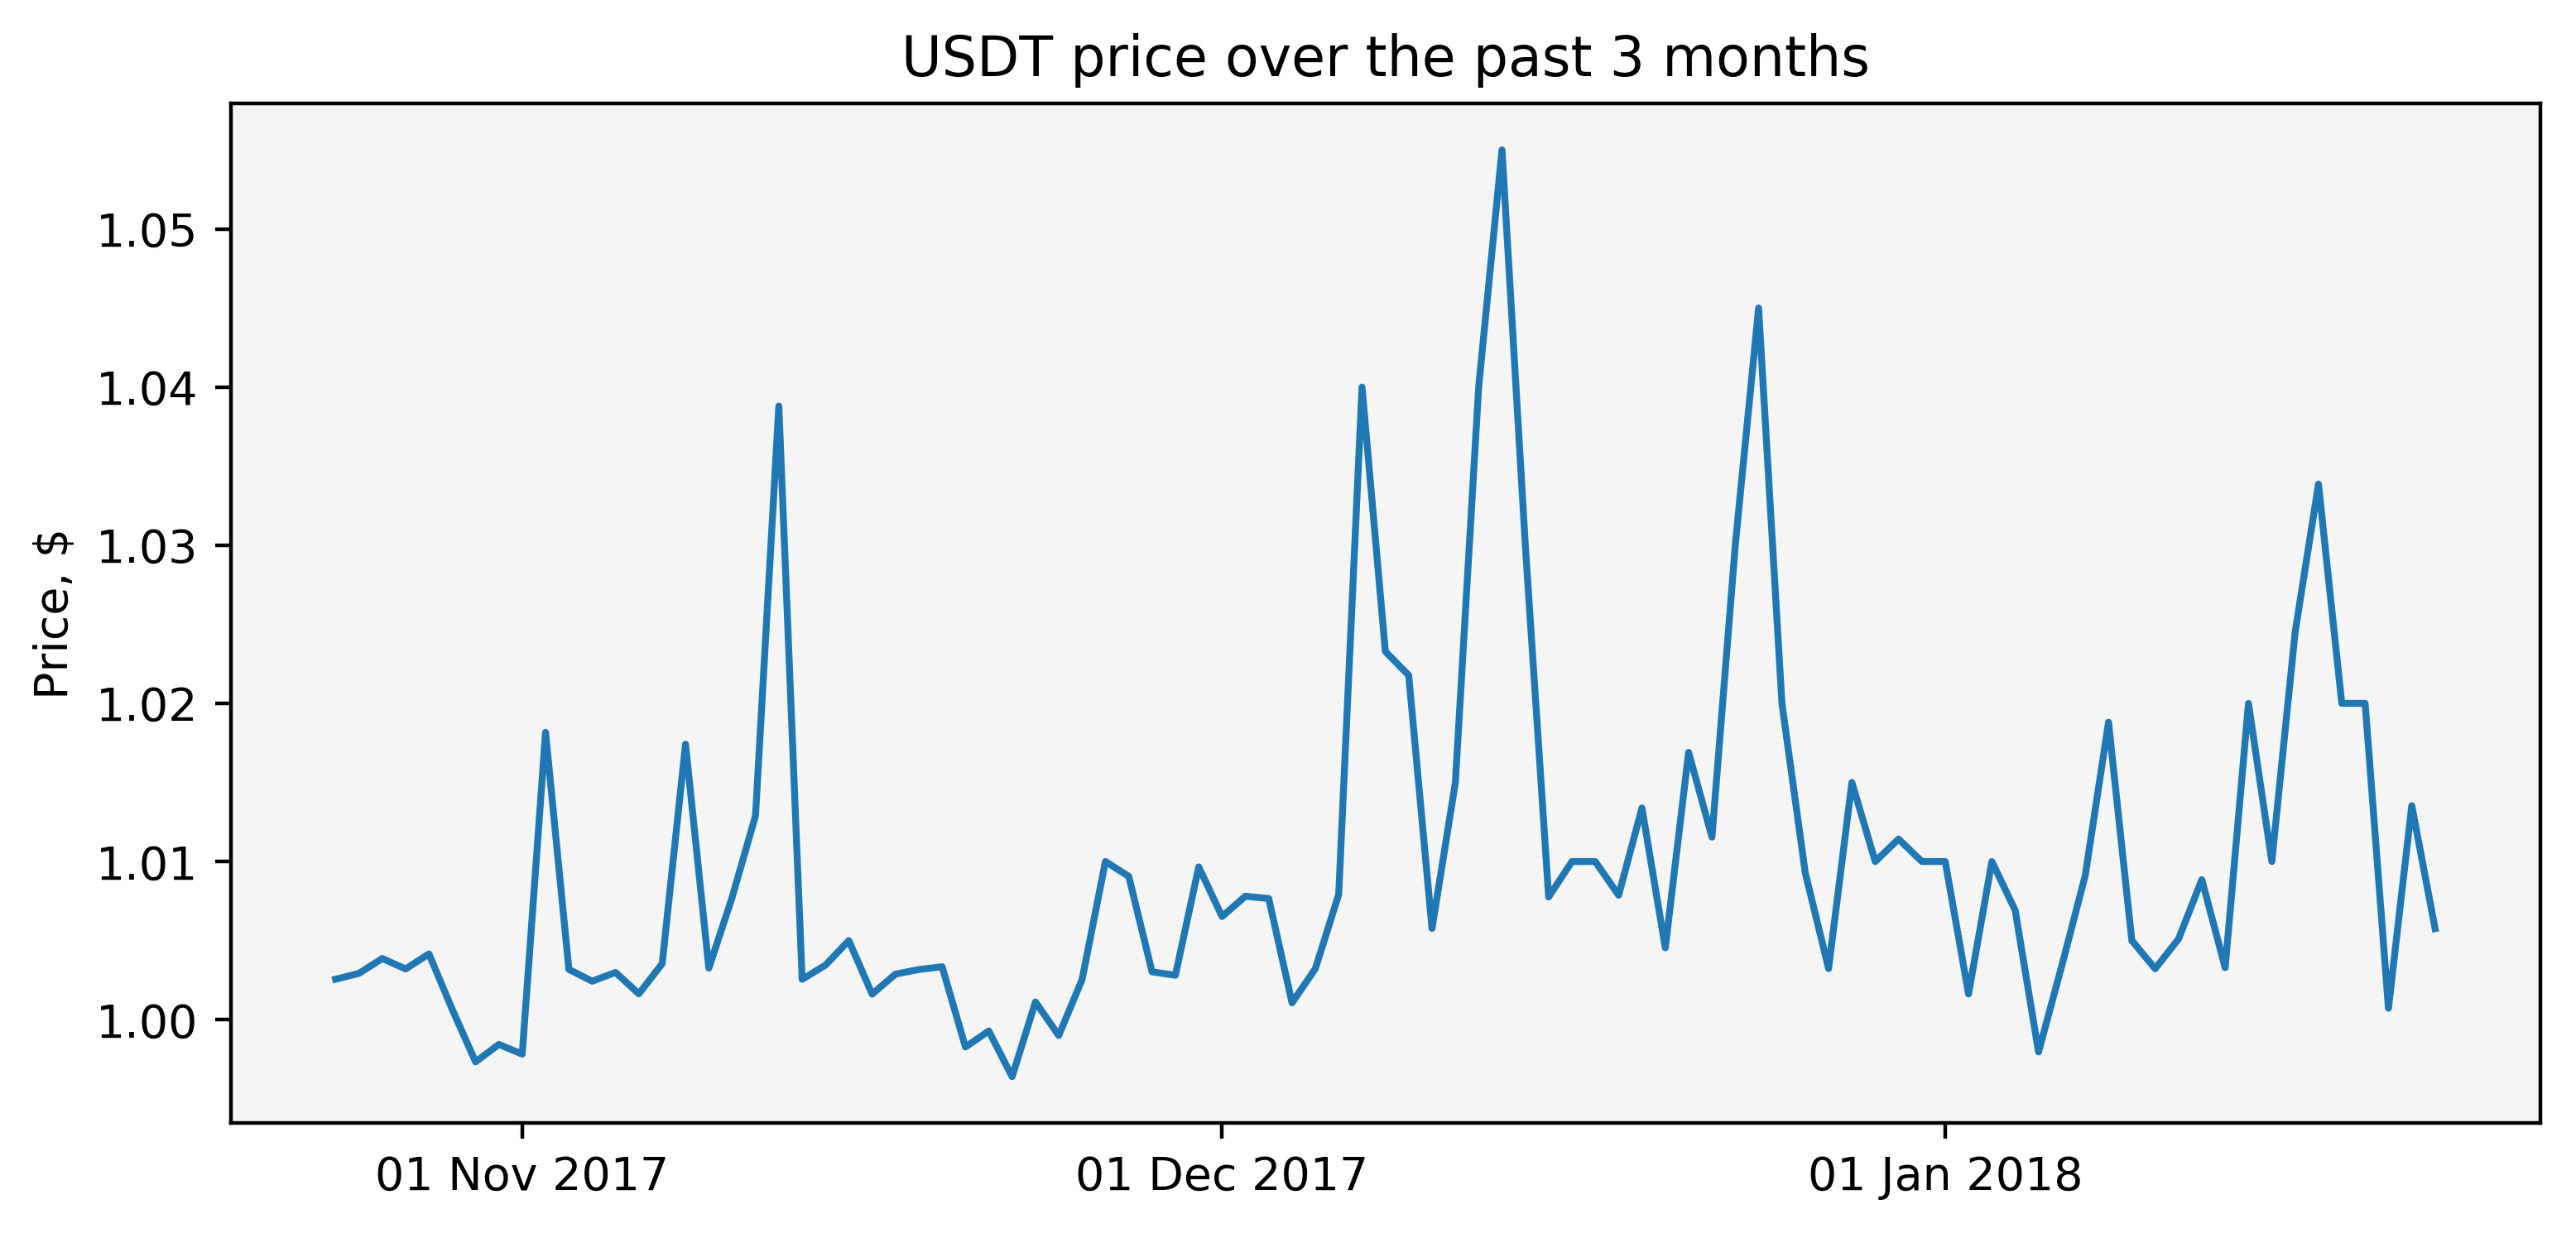 USDT price over the past 3 months
Price, $
1.05
1.04
1.03
1.02
1.01
1.00
01 Nov 2017
01 Dec 2017
01 Jan 2018